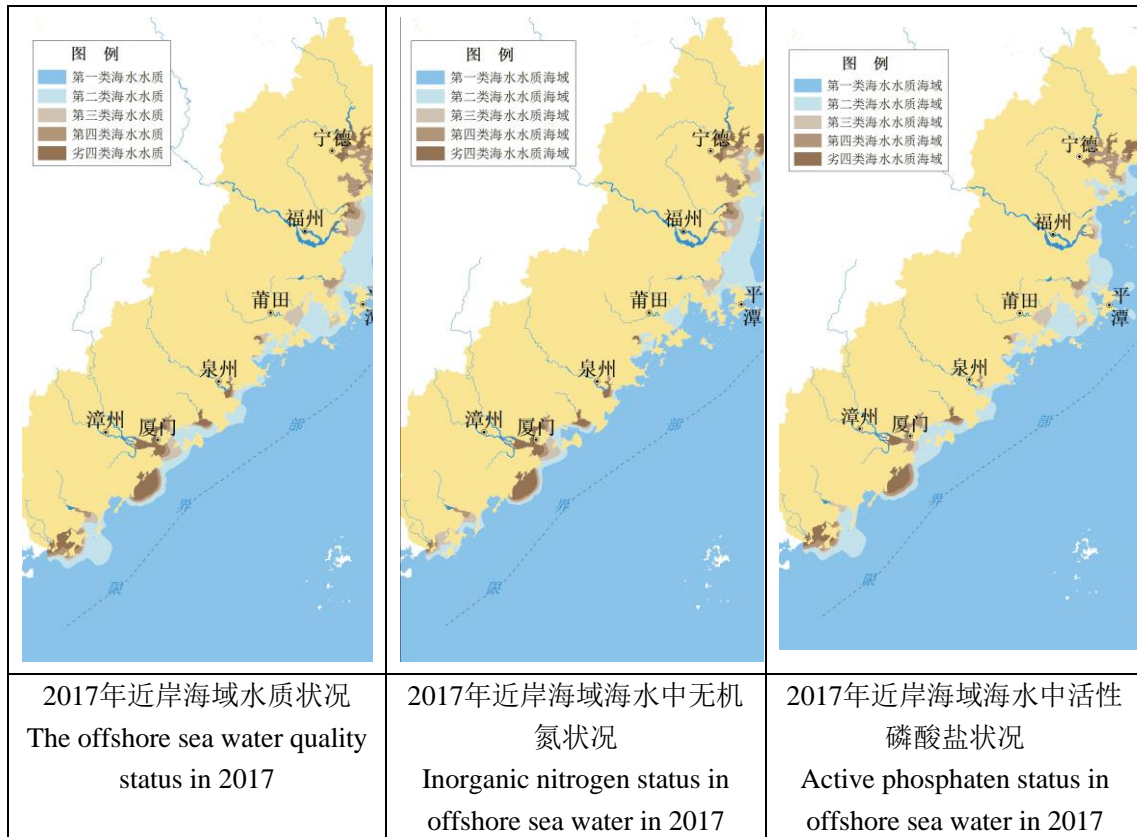 图 例
第一类海水水质
第二类海水水质
第三类海水水质
第四类海水水质
劣四类海水水质
宁德
福州
莆田
平
潭
泉州
漳州
厦门
部
界
限
2017年近岸海域水质状况
The offshore sea water quality
status in 2017
图 例
第一类海水水质海域
第二类海水水质海域
第三类海水水质海域
第四类海水水质海域
劣四类海水水质海域
宁德
福州
莆田
平
潭
泉州
漳州
厦门
部
界
限
2017年近岸海域海水中无机
氮状况
Inorganic nitrogen status in
offshore sea water in 2017
图 例
第一类海水水质海域
第二类海水水质海域
第三类海水水质海域
第四类海水水质海域
劣四类海水水质海域
宁德
福州
莆田
平
潭
泉州
漳州
厦门
部
界
限
2017年近岸海域海水中活性
磷酸盐状况
Active phosphaten status in
offshore sea water in 2017